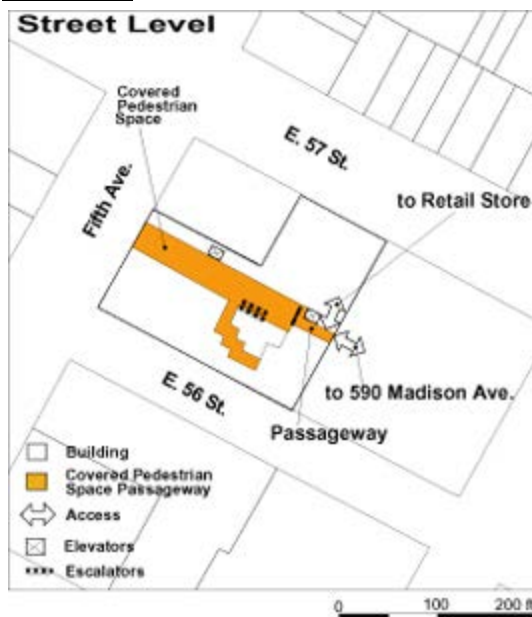 Street Level
Covered
Pedestrian
Space
E. 57 St.
Fifth Ave.
to Retail Store
to 590 Madison Ave.
E. 56 St.
Passageway
Building
Covered Pedestrian
Space Passageway
Access
Elevators
Escalators
0 100 200 ft